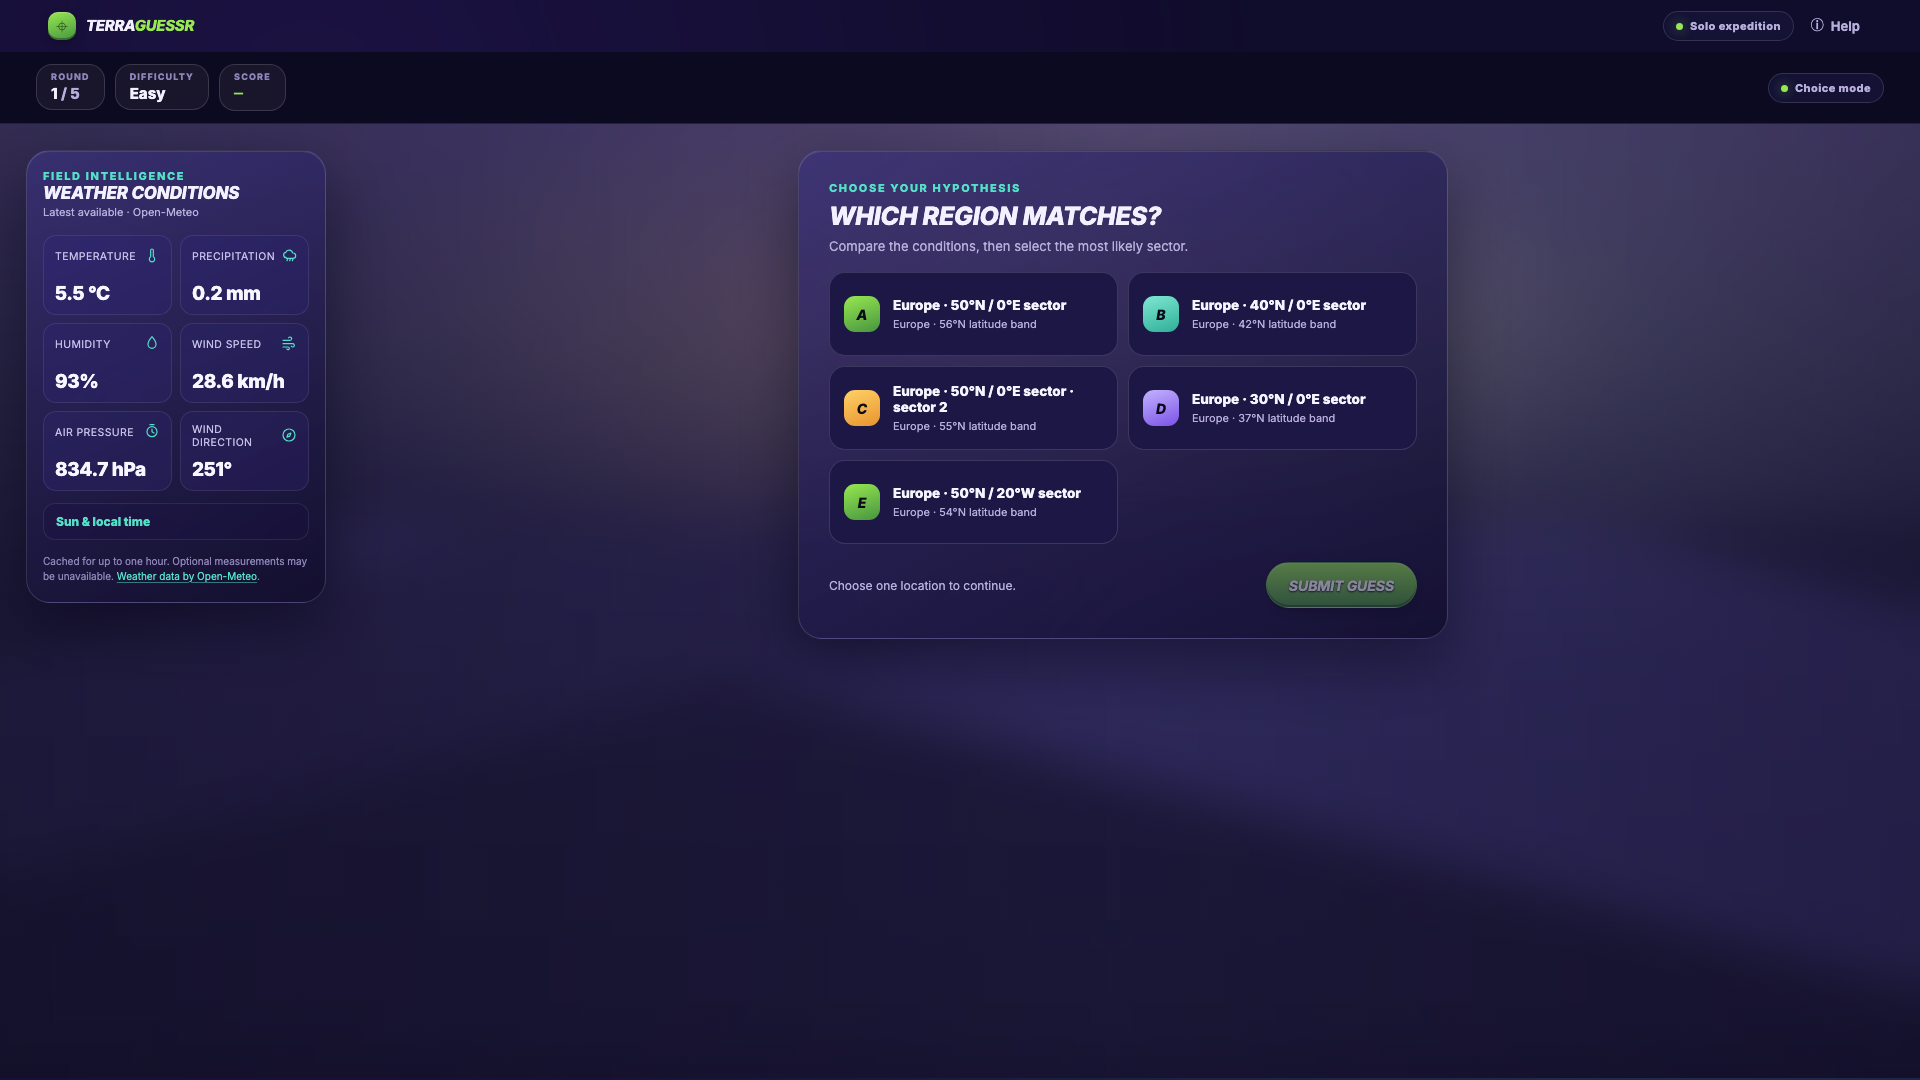 TERRAGUESSR
Solo expedition
Help
ROUND
1 / 5
DIFFICULTY
Easy
SCORE
–
Choice mode
FIELD INTELLIGENCE
WEATHER CONDITIONS
Latest available · Open-Meteo
TEMPERATURE
5.5 °C
PRECIPITATION
0.2 mm
HUMIDITY
93%
WIND SPEED
28.6 km/h
AIR PRESSURE
834.7 hPa
WIND
DIRECTION
251°
Sun & local time
Cached for up to one hour. Optional measurements may
be unavailable. Weather data by Open-Meteo.
CHOOSE YOUR HYPOTHESIS
WHICH REGION MATCHES?
Compare the conditions, then select the most likely sector.
A
Europe · 50°N / 0°E sector
Europe · 56°N latitude band
B
Europe · 40°N / 0°E sector
Europe · 42°N latitude band
C
Europe · 50°N / 0°E sector ·
sector 2
Europe · 55°N latitude band
D
Europe · 30°N / 0°E sector
Europe · 37°N latitude band
E
Europe · 50°N / 20°W sector
Europe · 54°N latitude band
Choose one location to continue.
SUBMIT GUESS